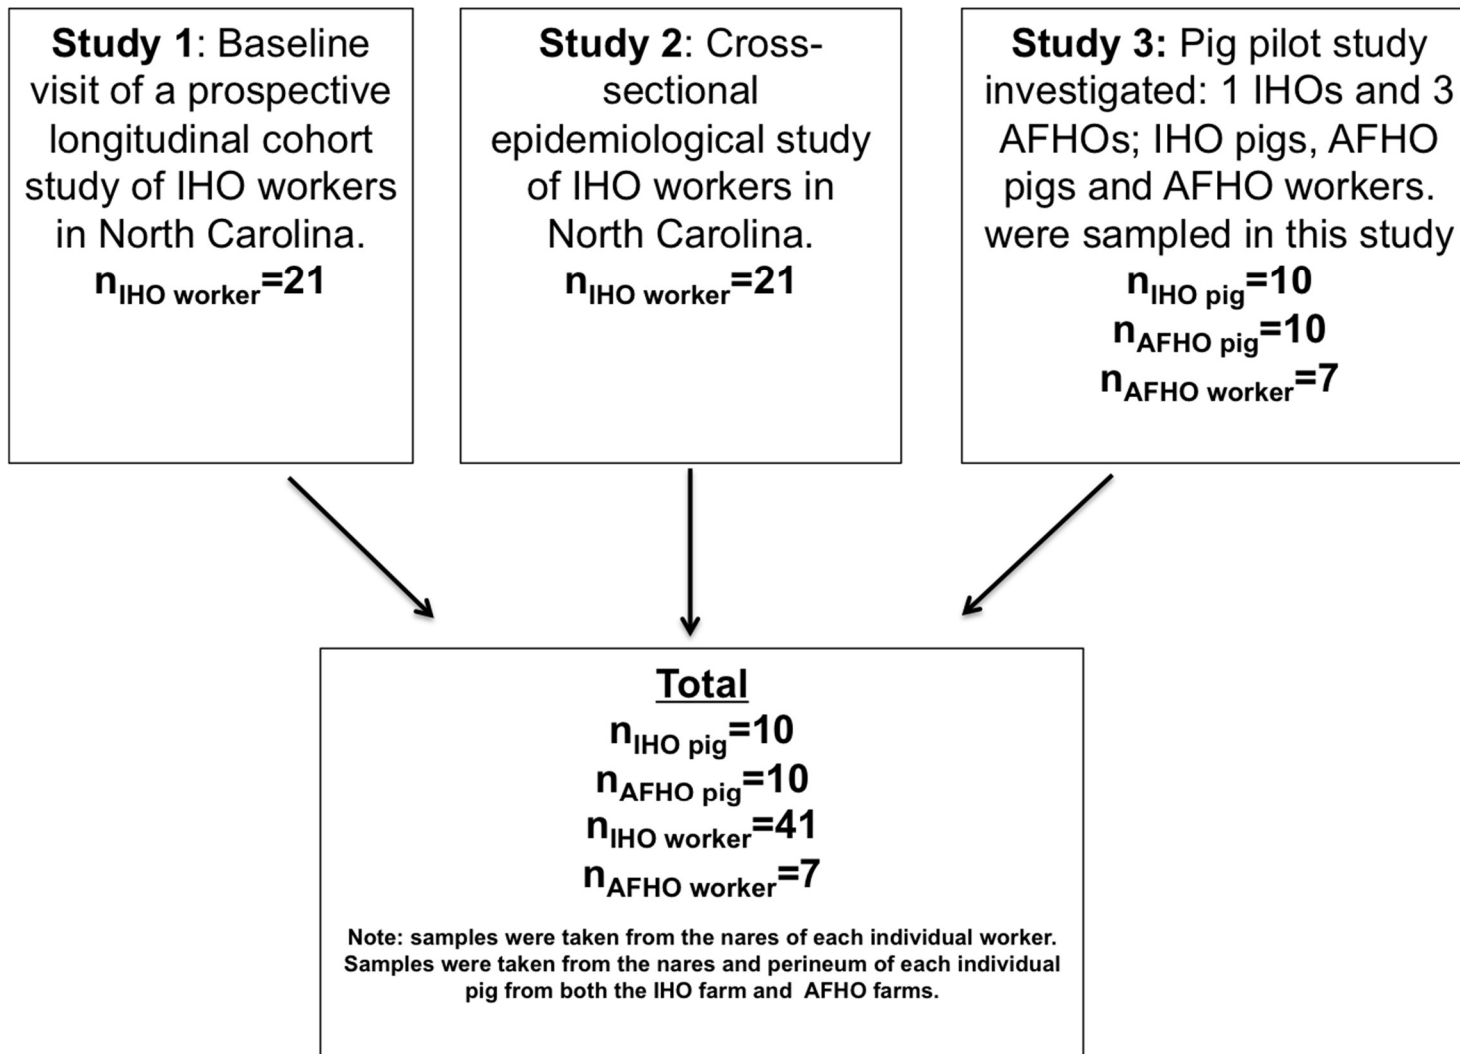 Study 1: Baseline
visit of a prospective
longitudinal cohort
study of IHO workers
in North Carolina.
nIHO worker=21
Study 2: Cross-
sectional
epidemiological study
of IHO workers in
North Carolina.
nIHO worker=21
Study 3: Pig pilot study
investigated: 1 IHOs and 3
AFHOs; IHO pigs, AFHO
pigs and AFHO workers.
were sampled in this study
nIHO pig=10
nAFHO pig=10
nAFHO worker=7
Total
nIHO pig=10
nAFHO pig=10
nIHO worker=41
nAFHO worker=7
Note: samples were taken from the nares of each individual worker.
Samples were taken from the nares and perineum of each individual
pig from both the IHO farm and AFHO farms.